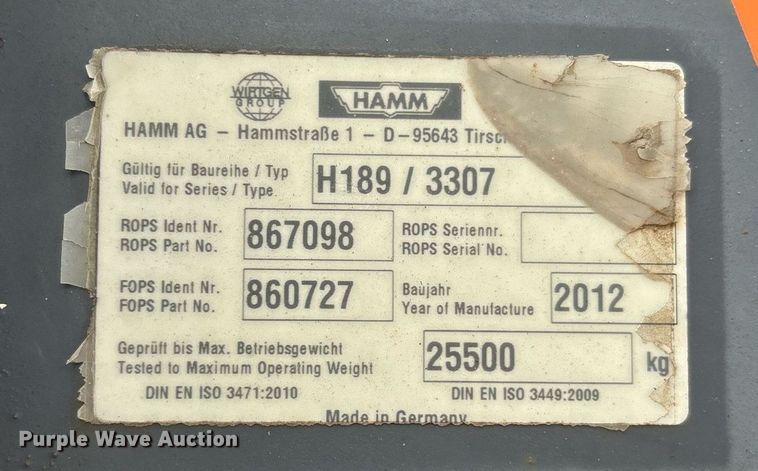 WIRTGEN
GROUP
HAMM
HAMM AG – Hammstraße 1 – D–95643
Gültig für Baureihe / Typ
Valid for Series / Type
H189 / 3307
ROPS Ident Nr.
ROPS Part No.
867098
ROPS Seriennr.
ROPS Serial No.
FOPS Ident Nr.
FOPS Part No.
860727
Baujahr
Year of Manufacture
2012
Geprüft bis Max. Betriebsgewicht
Tested to Maximum Operating Weight
25500 kg
DIN EN ISO 3471:2010
DIN EN ISO 3449:2009
Made in Germany
Purple Wave Auction